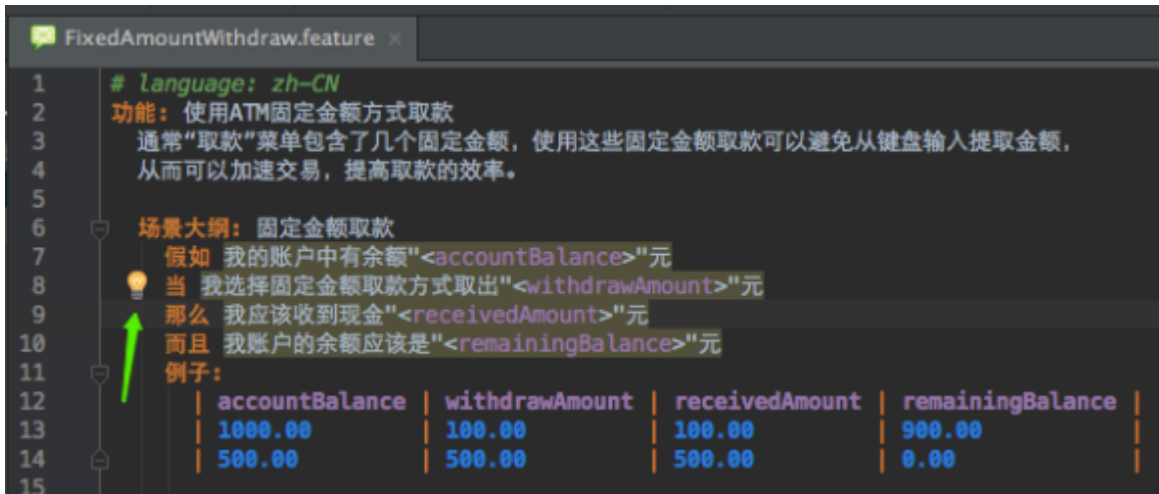 FixedAmountWithdraw.feature ×
1 # language: zh-CN
2 功能: 使用ATM固定金额方式取款
3 通常“取款”菜单包含了几个固定金额，使用这些固定金额取款可以避免从键盘输入提取金额，
4 从而可以加速交易，提高取款的效率。
5
6 场景大纲: 固定金额取款
7 假如 我的账户中有余额"<accountBalance>"元
8 当 我选择固定金额取款方式取出"<withdrawAmount>"元
9 那么 我应该收到现金"<receivedAmount>"元
10 而且 我账户的余额应该是"<remainingBalance>"元
11 例子:
12 | accountBalance | withdrawAmount | receivedAmount | remainingBalance |
13 | 1000.00 | 100.00 | 100.00 | 900.00 |
14 | 500.00 | 500.00 | 500.00 | 0.00 |
15